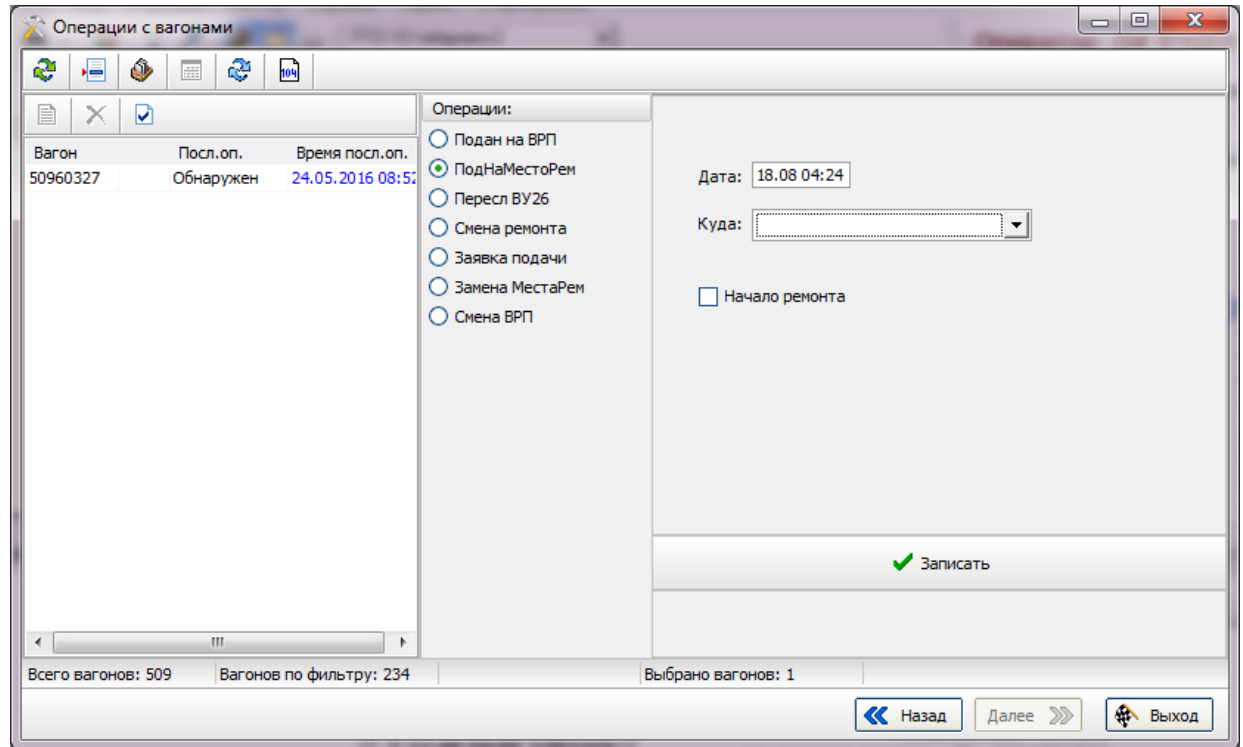 Операции с вагонами
104
Вагон Посл.оп. Время посл.оп.
50960327 Обнаружен 24.05.2016 08:52
Операции:
Подан на ВРП
ПодНаМестоРем
Пересл ВУ26
Смена ремонта
Заявка подачи
Замена МестаРем
Смена ВРП
Дата: 18.08 04:24
Куда:
Начало ремонта
Записать
Всего вагонов: 509 Вагонов по фильтру: 234 Выбрано вагонов: 1
Назад Далее Выход